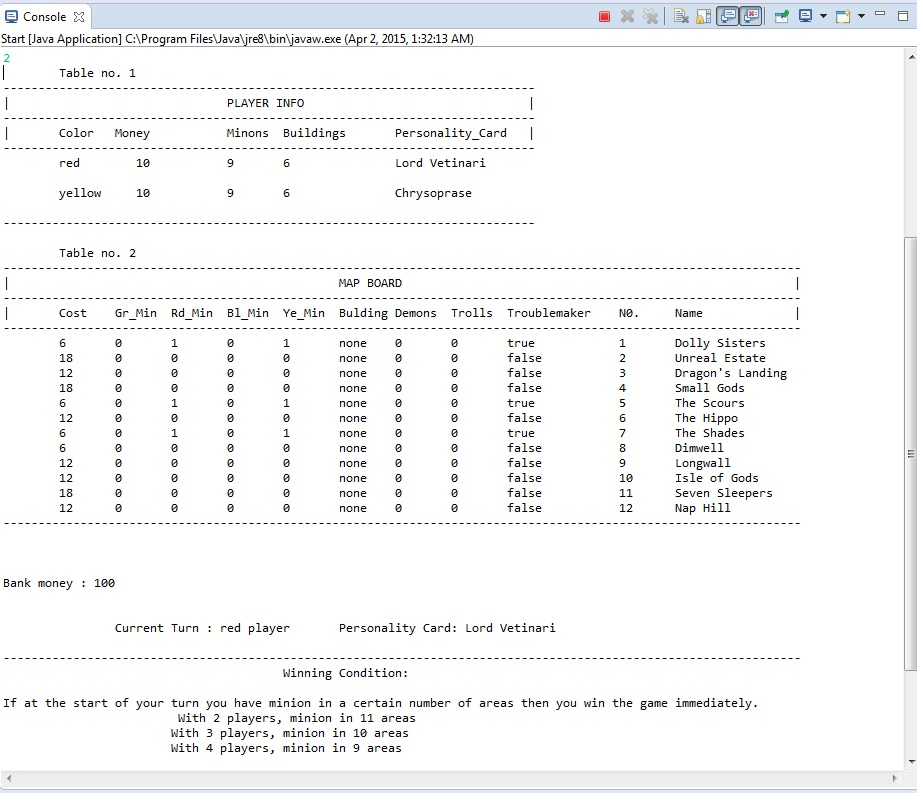 Console
Start [Java Application] C:\Program Files\Java\jre8\bin\javaw.exe (Apr 2, 2015, 1:32:13 AM)
2
Table no. 1
---------------------------------------------------------------------------
| PLAYER INFO |
---------------------------------------------------------------------------
| Color Money Minons Buildings Personality_Card |
---------------------------------------------------------------------------
red 10 9 6 Lord Vetinari
yellow 10 9 6 Chrysoprase
---------------------------------------------------------------------------
Table no. 2
-----------------------------------------------------------------------------------------------------------------
| MAP BOARD |
-----------------------------------------------------------------------------------------------------------------
| Cost Gr_Min Rd_Min Bl_Min Ye_Min Bulding Demons Trolls Troublemaker N0. Name |
-----------------------------------------------------------------------------------------------------------------
6 0 1 0 1 none 0 0 true 1 Dolly Sisters
18 0 0 0 0 none 0 0 false 2 Unreal Estate
12 0 0 0 0 none 0 0 false 3 Dragon's Landing
18 0 0 0 0 none 0 0 false 4 Small Gods
6 0 1 0 1 none 0 0 true 5 The Scours
12 0 0 0 0 none 0 0 false 6 The Hippo
6 0 1 0 1 none 0 0 true 7 The Shades
6 0 0 0 0 none 0 0 false 8 Dimwell
12 0 0 0 0 none 0 0 false 9 Longwall
12 0 0 0 0 none 0 0 false 10 Isle of Gods
18 0 0 0 0 none 0 0 false 11 Seven Sleepers
12 0 0 0 0 none 0 0 false 12 Nap Hill
-----------------------------------------------------------------------------------------------------------------
Bank money : 100
Current Turn : red player Personality Card: Lord Vetinari
-----------------------------------------------------------------------------------------------------------------
Winning Condition:
If at the start of your turn you have minion in a certain number of areas then you win the game immediately.
With 2 players, minion in 11 areas
With 3 players, minion in 10 areas
With 4 players, minion in 9 areas